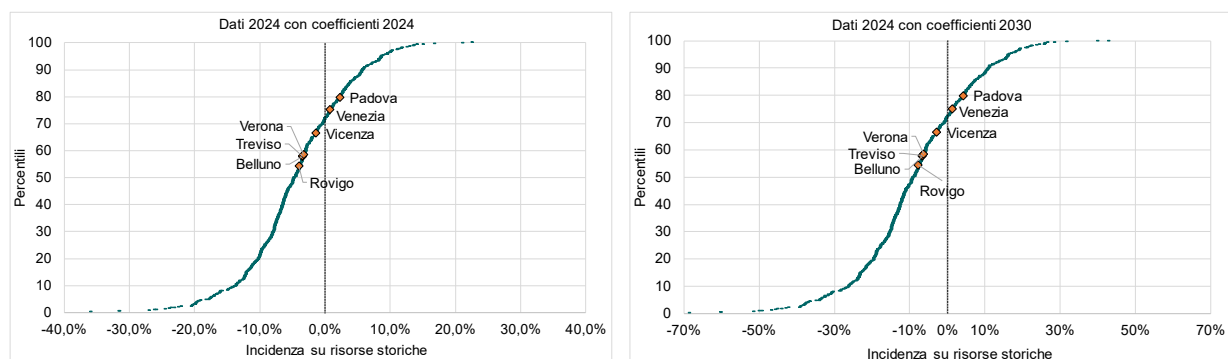 Dati 2024 con coefficienti 2024
100
90
80
70
60
50
40
30
20
10
0
Percentili
Padova
Venezia
Vicenza
Verona
Treviso
Belluno
Rovigo
-40,0% -30,0% -20,0% -10,0% 0,0% 10,0% 20,0% 30,0% 40,0%
Incidenza su risorse storiche
Dati 2024 con coefficienti 2030
100
90
80
70
60
50
40
30
20
10
0
Percentili
Padova
Venezia
Vicenza
Verona
Treviso
Belluno
Rovigo
-70% -50% -30% -10% 10% 30% 50% 70%
Incidenza su risorse storiche